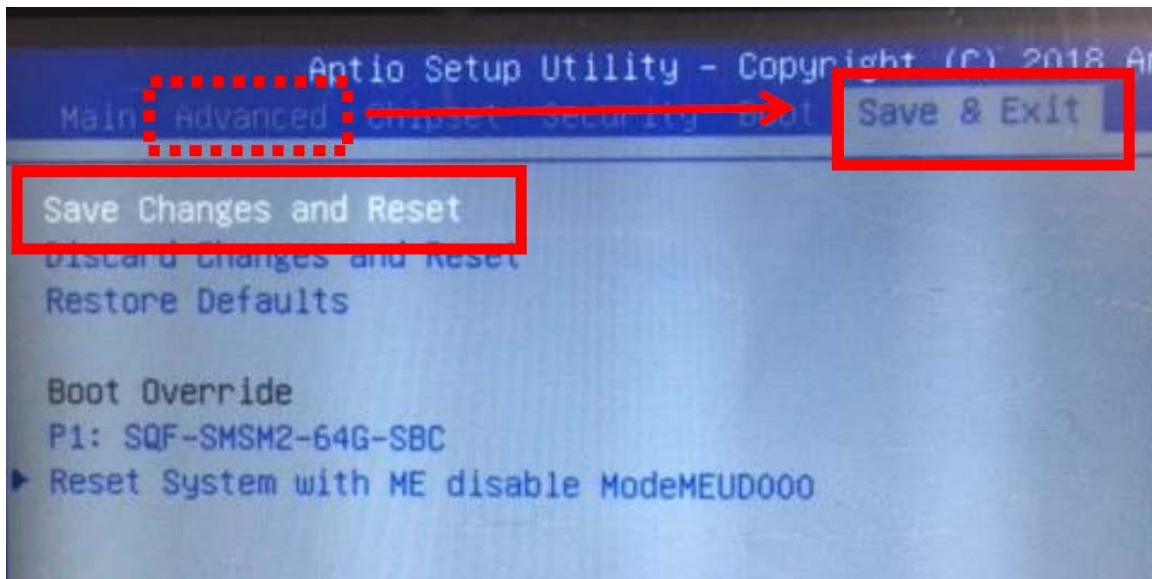 Aptio Setup Utility – Copyright (C) 2018 Am
Main Advanced Chipset Security Boot Save & Exit
Save Changes and Reset
Discard Changes and Reset
Restore Defaults
Boot Override
P1: SQF-SMSM2-64G-SBC
Reset System with ME disable ModeMEUD000